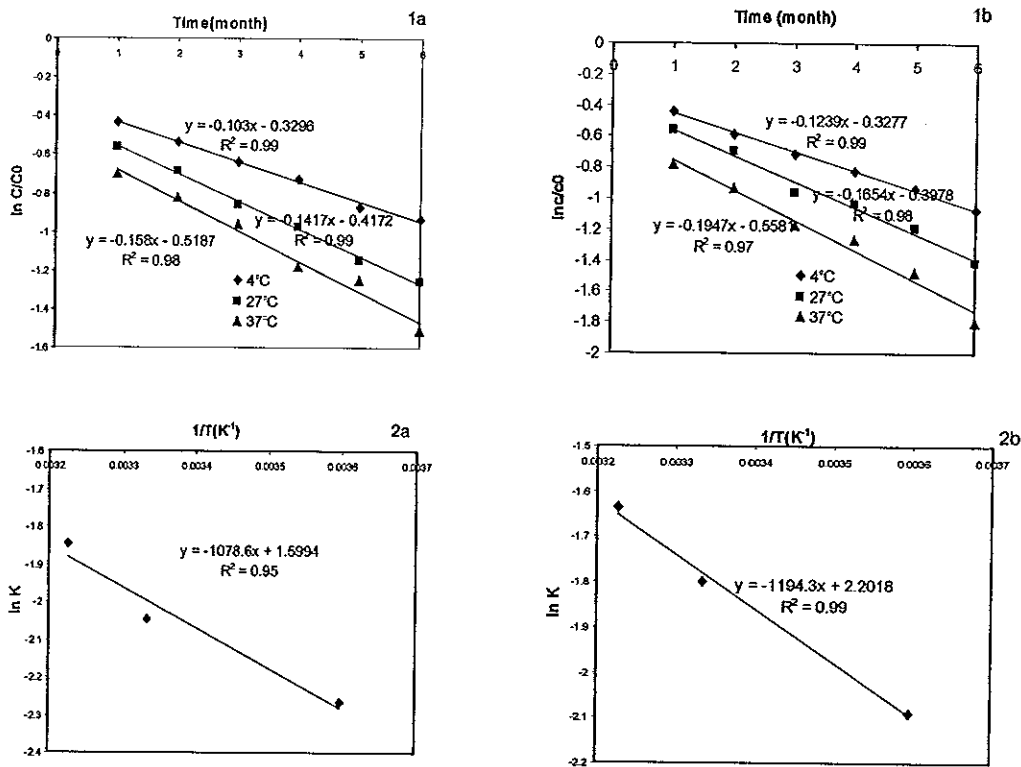 Time(month) 1a
0
0 1 2 3 4 5 6
-0.2
-0.4
-0.6
-0.8
-1
-1.2
-1.4
-1.6
ln C/C0
y = -0.103x - 0.3296
R² = 0.99
y = -0.1417x - 0.4172
R² = 0.99
y = -0.158x - 0.5187
R² = 0.98
4°C
27°C
37°C
Time (month) 1b
0
0 1 2 3 4 5 6
-0.2
-0.4
-0.6
-0.8
-1
-1.2
-1.4
-1.6
-1.8
-2
lnc/c0
y = -0.1239x - 0.3277
R² = 0.99
y = -0.1654x - 0.3978
R² = 0.98
y = -0.1947x - 0.5581
R² = 0.97
4°C
27°C
37°C
1/T(K⁻¹) 2a
0.0032 0.0033 0.0034 0.0035 0.0036 0.0037
-1.6
-1.7
-1.8
-1.9
-2
-2.1
-2.2
-2.3
-2.4
ln K
y = -1078.6x + 1.5994
R² = 0.95
1/T(K⁻¹) 2b
0.0032 0.0033 0.0034 0.0035 0.0036 0.0037
-1.5
-1.6
-1.7
-1.8
-1.9
-2
-2.1
-2.2
ln K
y = -1194.3x + 2.2018
R² = 0.99